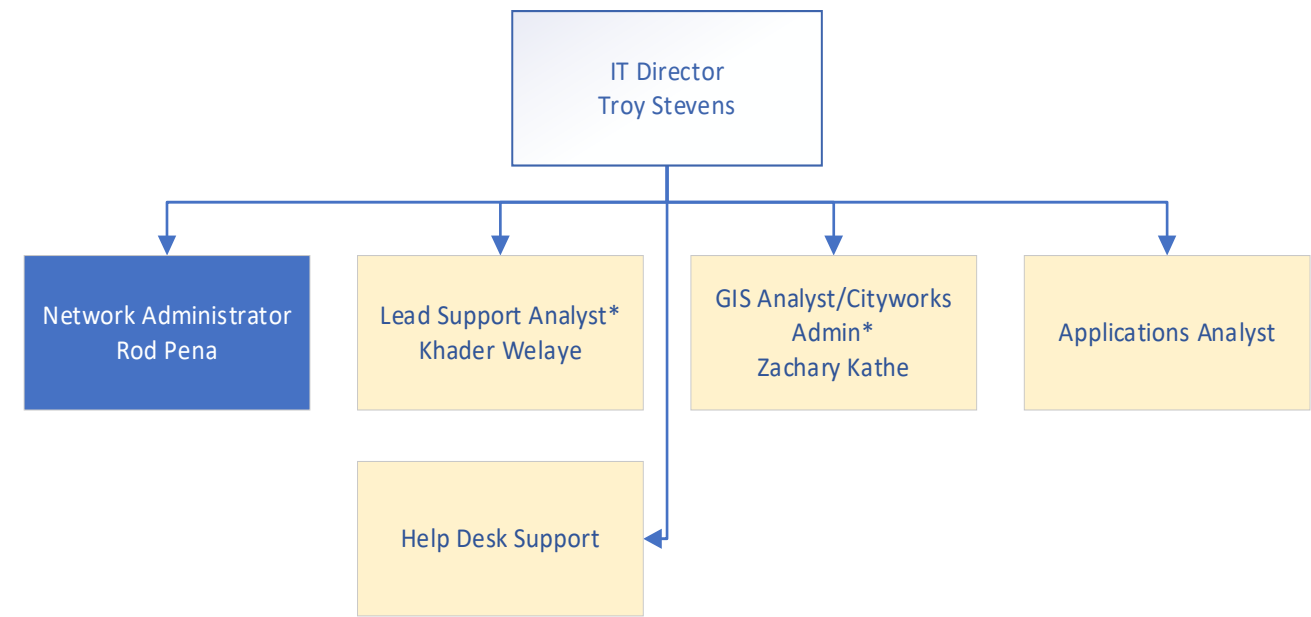 IT Director
Troy Stevens
Network Administrator
Rod Pena
Lead Support Analyst*
Khader Welaye
GIS Analyst/Cityworks
Admin*
Zachary Kathe
Applications Analyst
Help Desk Support